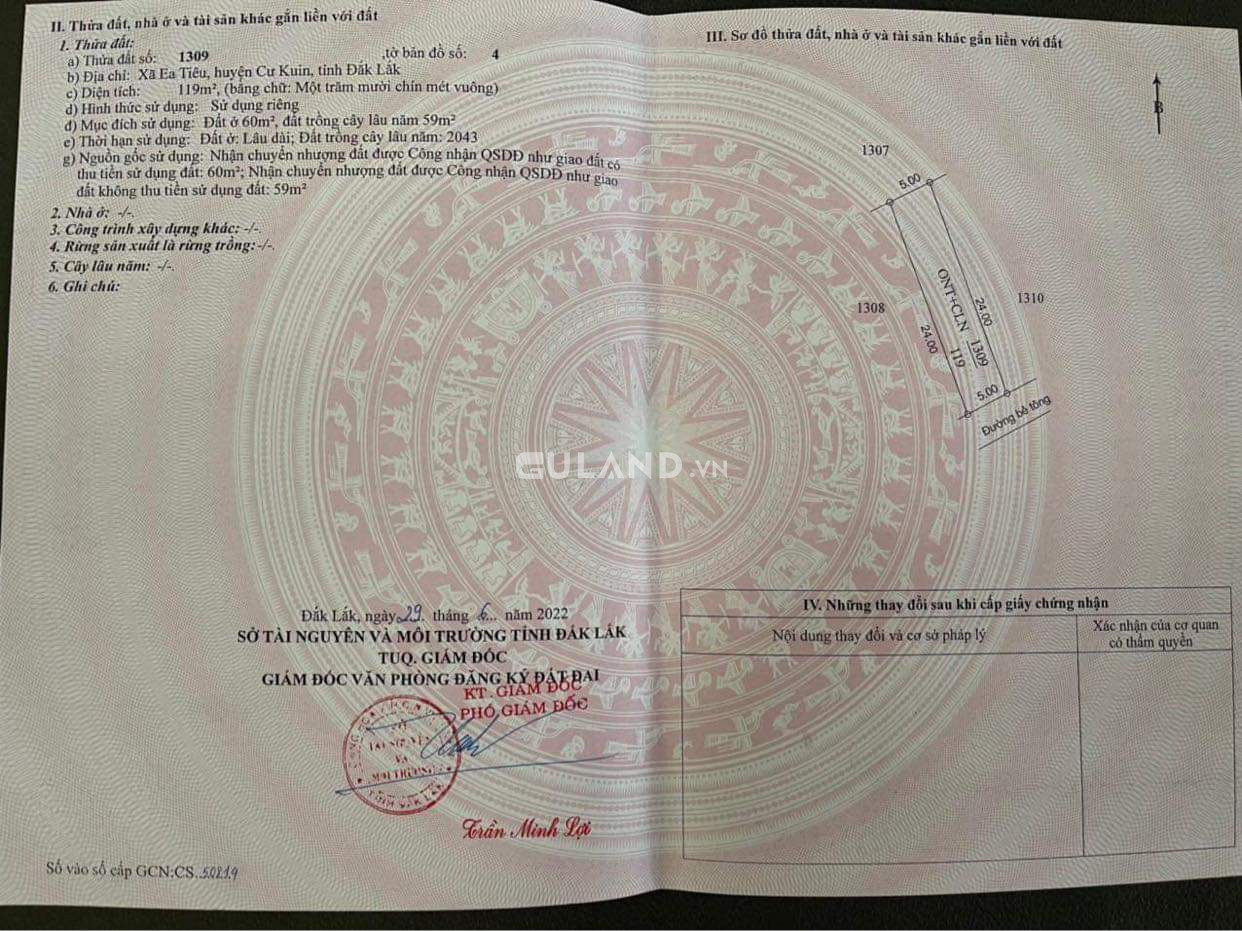 II. Thửa đất, nhà ở và tài sản khác gắn liền với đất
1. Thửa đất:
a) Thửa đất số: 1309 ,tờ bản đồ số: 4
b) Địa chỉ: Xã Ea Tiêu, huyện Cư Kuin, tỉnh Đắk Lắk
c) Diện tích: 119m², (bằng chữ: Một trăm mười chín mét vuông)
d) Hình thức sử dụng: Sử dụng riêng
đ) Mục đích sử dụng: Đất ở 60m², đất trồng cây lâu năm 59m²
e) Thời hạn sử dụng: Đất ở: Lâu dài; Đất trồng cây lâu năm: 2043
g) Nguồn gốc sử dụng: Nhận chuyển nhượng đất được Công nhận QSDĐ như giao đất có
thu tiền sử dụng đất: 60m²; Nhận chuyển nhượng đất được Công nhận QSDĐ như giao
đất không thu tiền sử dụng đất: 59m²
2. Nhà ở: -/-.
3. Công trình xây dựng khác: -/-.
4. Rừng sản xuất là rừng trồng:-/-.
5. Cây lâu năm: -/-.
6. Ghi chú:
Đắk Lắk, ngày 29. tháng 6... năm 2022
SỞ TÀI NGUYÊN VÀ MÔI TRƯỜNG TỈNH ĐẮK LẮK
TUQ. GIÁM ĐỐC
GIÁM ĐỐC VĂN PHÒNG ĐĂNG KÝ ĐẤT ĐAI
KT. GIÁM ĐỐC
PHÓ GIÁM ĐỐC
SỞ
TÀI NGUYÊN
VÀ
MÔI TRƯỜNG
TỈNH ĐẮK LẮK
Trần Minh Lợi
Số vào sổ cấp GCN:CS..50219
III. Sơ đồ thửa đất, nhà ở và tài sản khác gắn liền với đất
B
1307
5.00
1308
ONT+CLN 1309
119
24.00
24.00
1310
5.00
Đường bê tông
GULAND.VN
IV. Những thay đổi sau khi cấp giấy chứng nhận
Nội dung thay đổi và cơ sở pháp lý
Xác nhận của cơ quan
có thẩm quyền